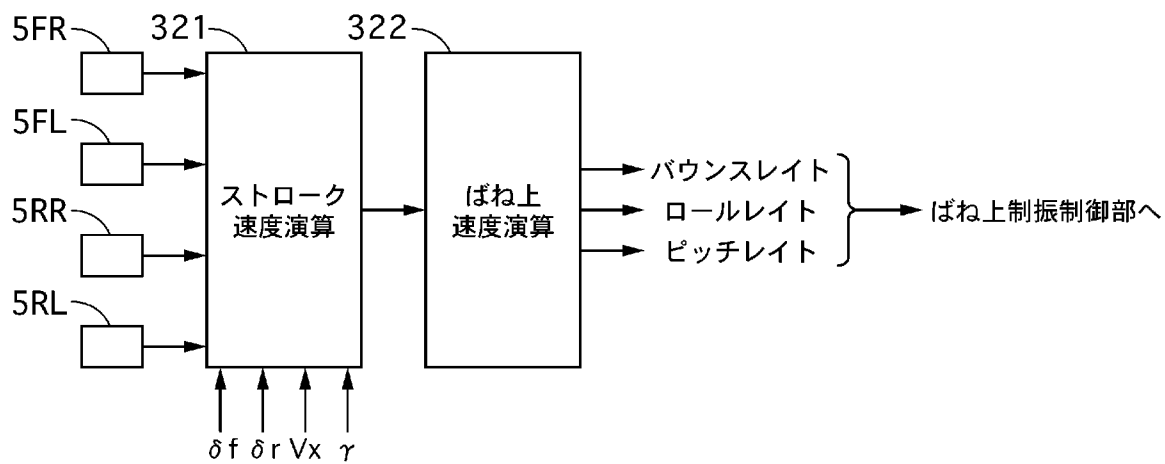 5FR
321
322
5FL
5RR
5RL
ストローク
速度演算
ばね上
速度演算
バウンスレイト
ロールレイト
ピッチレイト
ばね上制振制御部へ
δf δr Vx γ